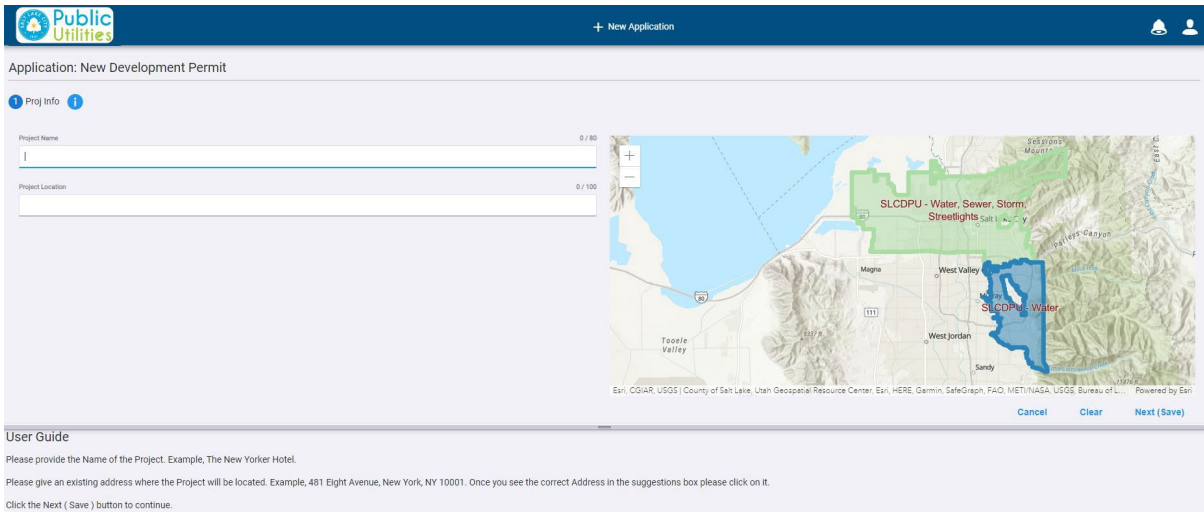 SALT LAKE CITY
Public
Utilities
+ New Application
Application: New Development Permit
1 Proj Info i
Project Name 0 / 80
Project Location 0 / 100
+
−
Sessions
Mount
East C
SLCDPU - Water, Sewer, Storm,
Streetlights
Salt L
80
Parleys Canyon
Magna
West Valley
80
Murray
SLCDPU - Water
111
West Jordan
Tooele
Valley
Sandy
Esri, CGIAR, USGS | County of Salt Lake, Utah Geospatial Resource Center, Esri, HERE, Garmin, SafeGraph, FAO, METI/NASA, USGS, Bureau of L... Powered by Esri
Cancel Clear Next (Save)
User Guide
Please provide the Name of the Project. Example, The New Yorker Hotel.
Please give an existing address where the Project will be located. Example, 481 Eight Avenue, New York, NY 10001. Once you see the correct Address in the suggestions box please click on it.
Click the Next ( Save ) button to continue.